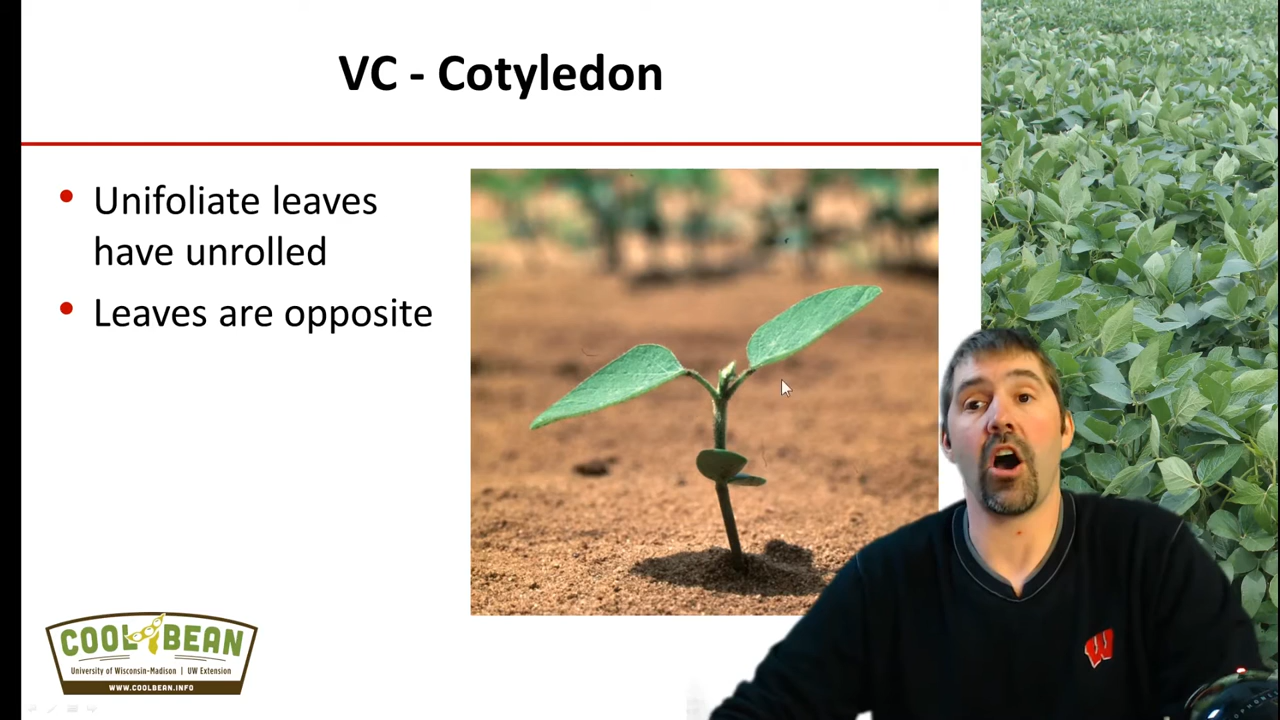 VC - Cotyledon
• Unifoliate leaves
have unrolled
• Leaves are opposite
COOL BEAN
University of Wisconsin-Madison | UW Extension
WWW.COOLBEAN.INFO
W